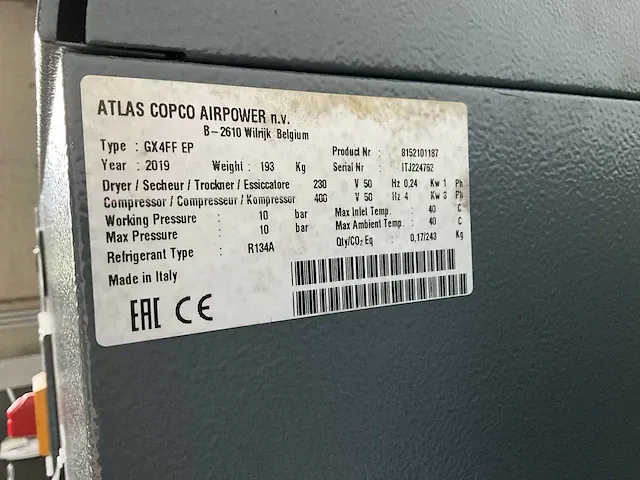 ATLAS COPCO AIRPOWER n.v.
B-2610 Wilrijk Belgium
Type : GX4FF EP Product Nr : 8152101187
Year : 2019 Weight : 193 Kg Serial Nr : ITJ224762
Dryer / Secheur / Trockner / Essiccatore 230 V 50 Hz 0,24 Kw 1 Ph
Compressor / Compresseur / Kompressor 400 V 50 Hz 4 Kw 3 Ph
Working Pressure : 10 bar Max Inlet Temp. : 40 C
Max Pressure : 10 bar Max Ambient Temp. : 40 C
Refrigerant Type : R134A Qty/CO2 Eq : 0,17/243 Kg
Made in Italy
EAC CE